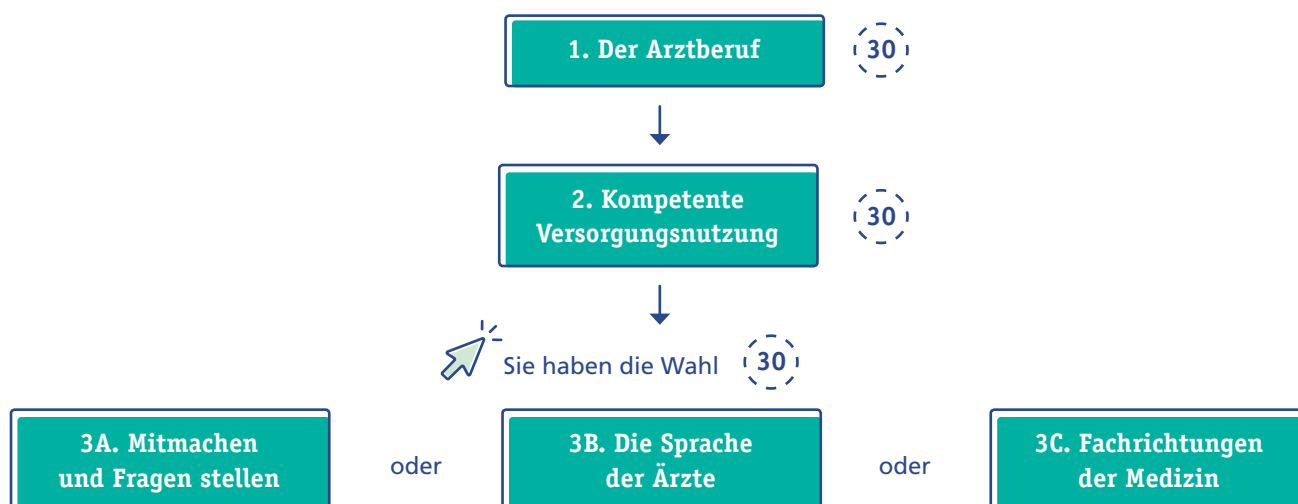 1. Der Arztberuf
30
2. Kompetente
Versorgungsnutzung
30
Sie haben die Wahl
30
3A. Mitmachen
und Fragen stellen
oder
3B. Die Sprache
der Ärzte
oder
3C. Fachrichtungen
der Medizin